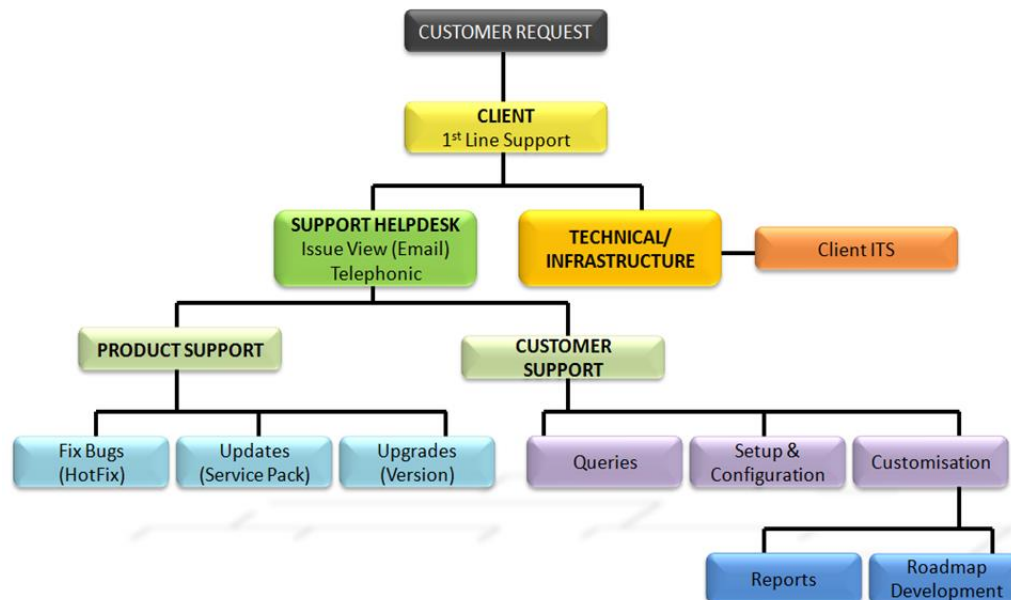 CUSTOMER REQUEST
CLIENT
1st Line Support
SUPPORT HELPDESK
Issue View (Email)
Telephonic
TECHNICAL/
INFRASTRUCTURE
Client ITS
PRODUCT SUPPORT
CUSTOMER
SUPPORT
Fix Bugs
(HotFix)
Updates
(Service Pack)
Upgrades
(Version)
Queries
Setup &
Configuration
Customisation
Reports
Roadmap
Development